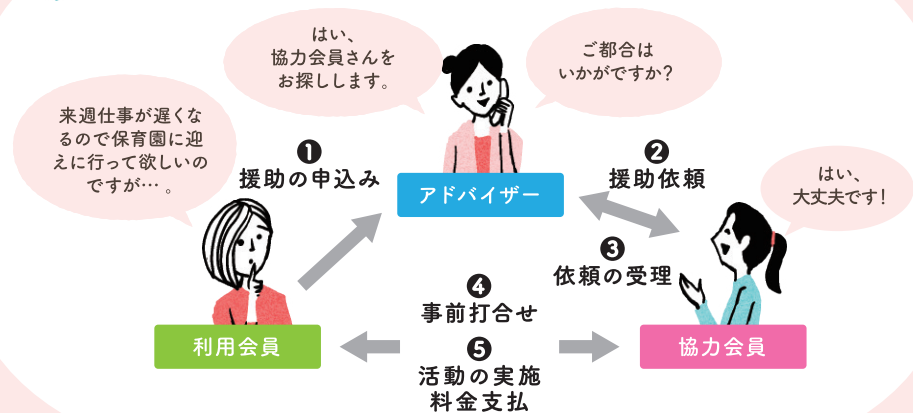 はい、
協力会員さんを
お探しします。
ご都合は
いかがですか?
来週仕事が遅くな
るので保育園に迎
えに行って欲しいの
ですが… 。
❶
援助の申込み
❷
援助依頼
はい、
大丈夫です!
アドバイザー
❸
依頼の受理
❹
事前打合せ
利用会員
協力会員
❺
活動の実施
料金支払